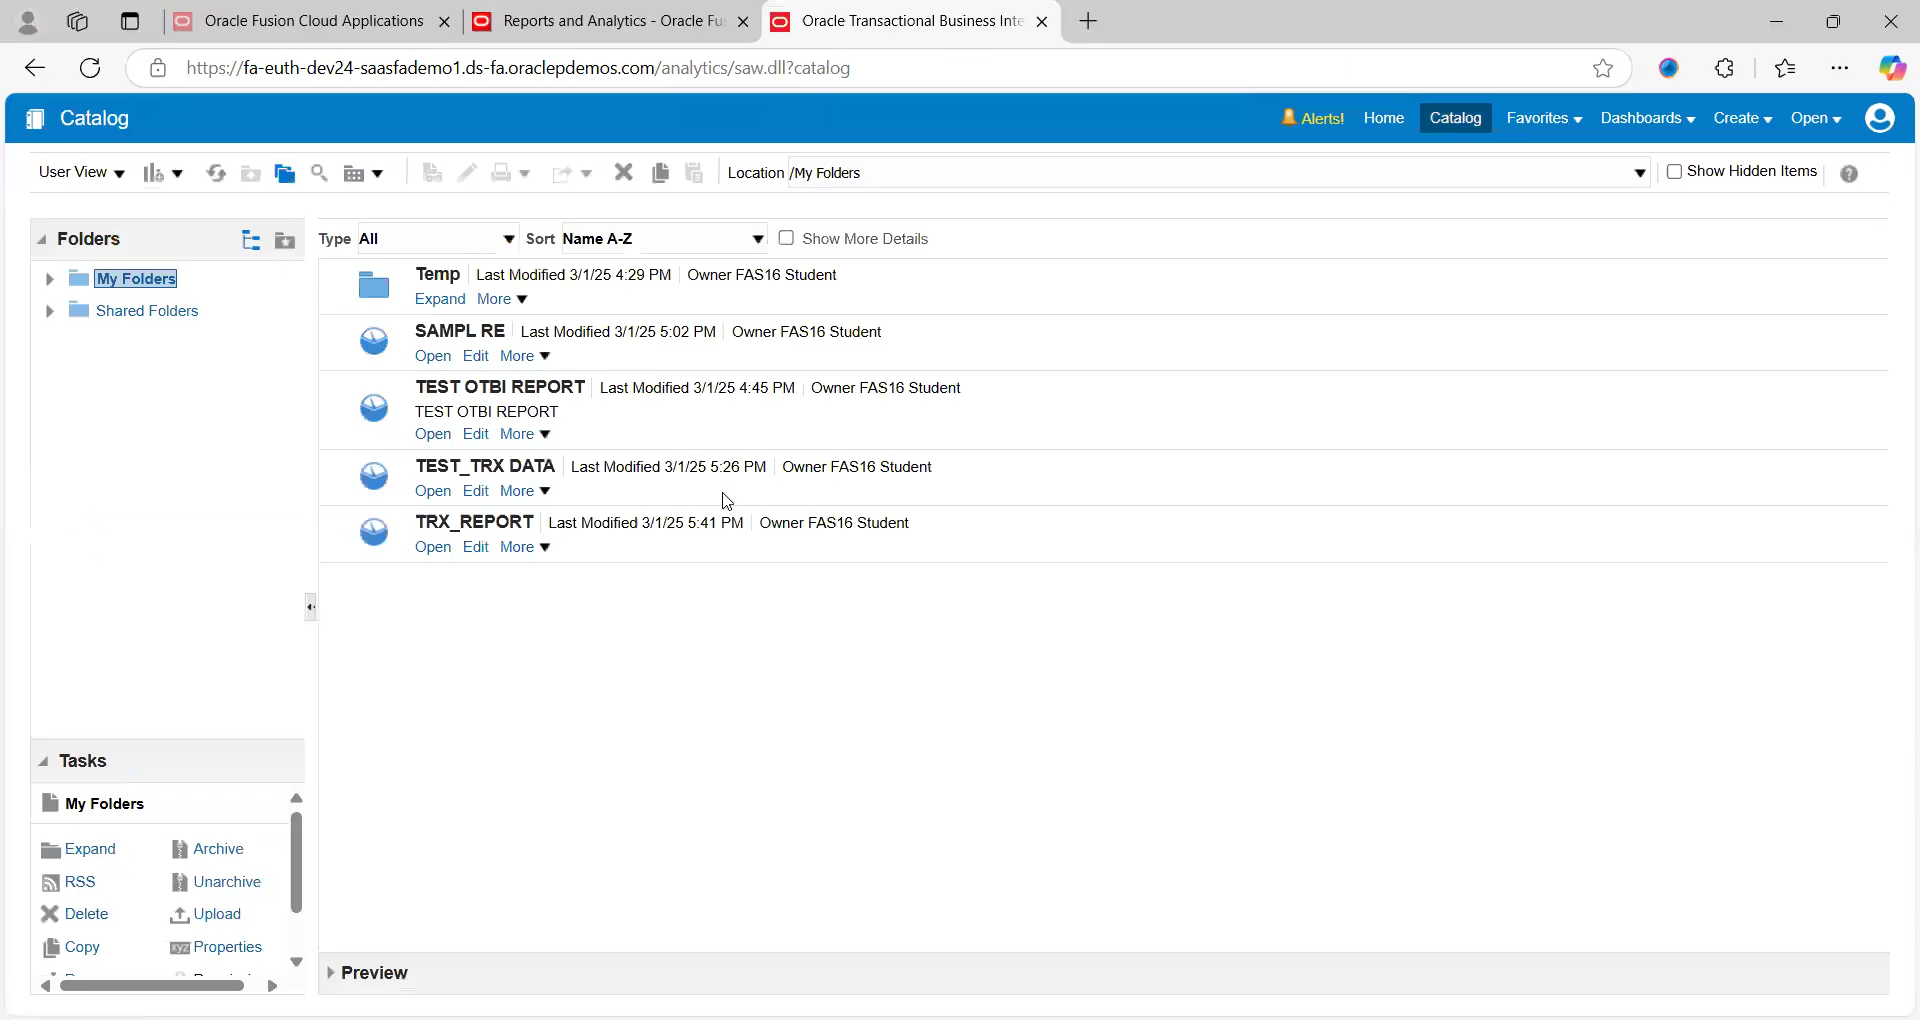 Oracle Fusion Cloud Applications
Reports and Analytics - Oracle Fu
Oracle Transactional Business Inte
https://fa-euth-dev24-saasfademo1.ds-fa.oraclepdemos.com/analytics/saw.dll?catalog
Catalog
Alerts! Home Catalog Favorites Dashboards Create Open
User View
Location /My Folders
Show Hidden Items
Folders
My Folders
Shared Folders
Type All Sort Name A-Z Show More Details
Temp Last Modified 3/1/25 4:29 PM Owner FAS16 Student
Expand More
SAMPL RE Last Modified 3/1/25 5:02 PM Owner FAS16 Student
Open Edit More
TEST OTBI REPORT Last Modified 3/1/25 4:45 PM Owner FAS16 Student
TEST OTBI REPORT
Open Edit More
TEST_TRX DATA Last Modified 3/1/25 5:26 PM Owner FAS16 Student
Open Edit More
TRX_REPORT Last Modified 3/1/25 5:41 PM Owner FAS16 Student
Open Edit More
Tasks
My Folders
Expand Archive
RSS Unarchive
Delete Upload
Copy xyz Properties
Preview